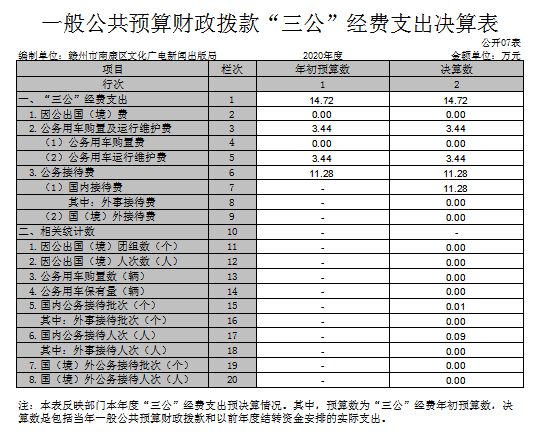 一般公共预算财政拨款“三公”经费支出决算表
公开07表
编制单位：赣州市南康区文化广电新闻出版局 2020年度 金额单位：万元
项目 栏次 年初预算数 决算数
行次 1 2
一、“三公”经费支出 1 14.72 14.72
1.因公出国（境）费 2 0.00 0.00
2.公务用车购置及运行维护费 3 3.44 3.44
（1）公务用车购置 4 0.00 0.00
（2）公务用车运行维护费 5 3.44 3.44
3.公务接待费 6 11.28 11.28
（1）国内接待费 7 - 11.28
其中：外事接待费 8 - 0.00
（2）国（境）外接待费 9 - 0.00
二、相关统计数 10 - -
1.因公出国（境）团组数（个） 11 - 0.00
2.因公出国（境）人次数（人） 12 - 0.00
3.公务用车购置数（辆） 13 - 0.00
4.公务用车保有量（辆） 14 - 0.00
5.国内公务接待批次（个） 15 - 0.01
其中：外事接待批次（个） 16 - 0.00
6.国内公务接待人次（人） 17 - 0.09
其中：外事接待人次（人） 18 - 0.00
7.国（境）外公务接待批次（个） 19 - 0.00
8.国（境）外公务接待人次（人） 20 - 0.00
注：本表反映部门本年度“三公”经费支出预决算情况。其中，预算数为“三公”经费年初预算数，决
算数是包括当年一般公共预算财政拨款和以前年度结转资金安排的实际支出。